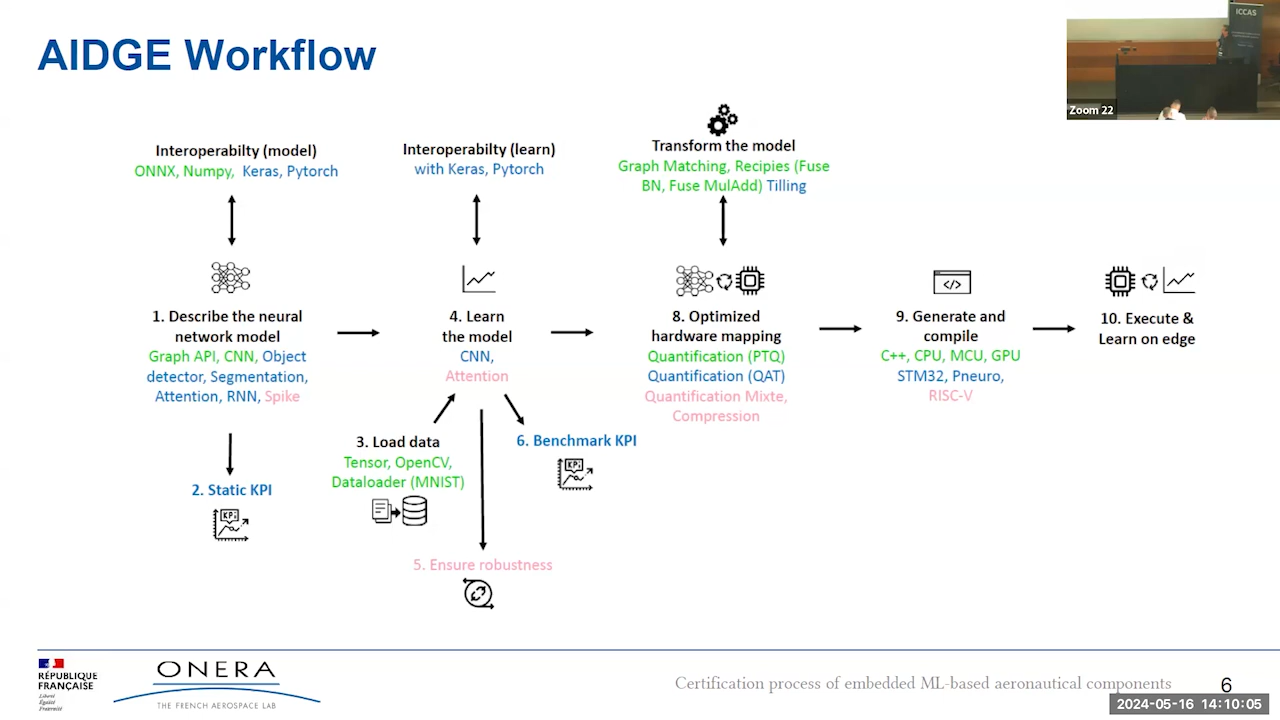 AIDGE Workflow
ICCAS
Zoom 22
Interoperabilty (model)
ONNX, Numpy, Keras, Pytorch
Interoperabilty (learn)
with Keras, Pytorch
Transform the model
Graph Matching, Recipies (Fuse
BN, Fuse MulAdd) Tilling
1. Describe the neural
network model
Graph API, CNN, Object
detector, Segmentation,
Attention, RNN, Spike
4. Learn
the model
CNN,
Attention
8. Optimized
hardware mapping
Quantification (PTQ)
Quantification (QAT)
Quantification Mixte,
Compression
9. Generate and
compile
C++, CPU, MCU, GPU
STM32, Pneuro,
RISC-V
10. Execute &
Learn on edge
2. Static KPI
KPI
3. Load data
Tensor, OpenCV,
Dataloader (MNIST)
6. Benchmark KPI
KPI
5. Ensure robustness
RÉPUBLIQUE
FRANÇAISE
Liberté
Égalité
Fraternité
ONERA
THE FRENCH AEROSPACE LAB
Certification process of embedded ML-based aeronautical components
6
2024-05-16 14:10:05